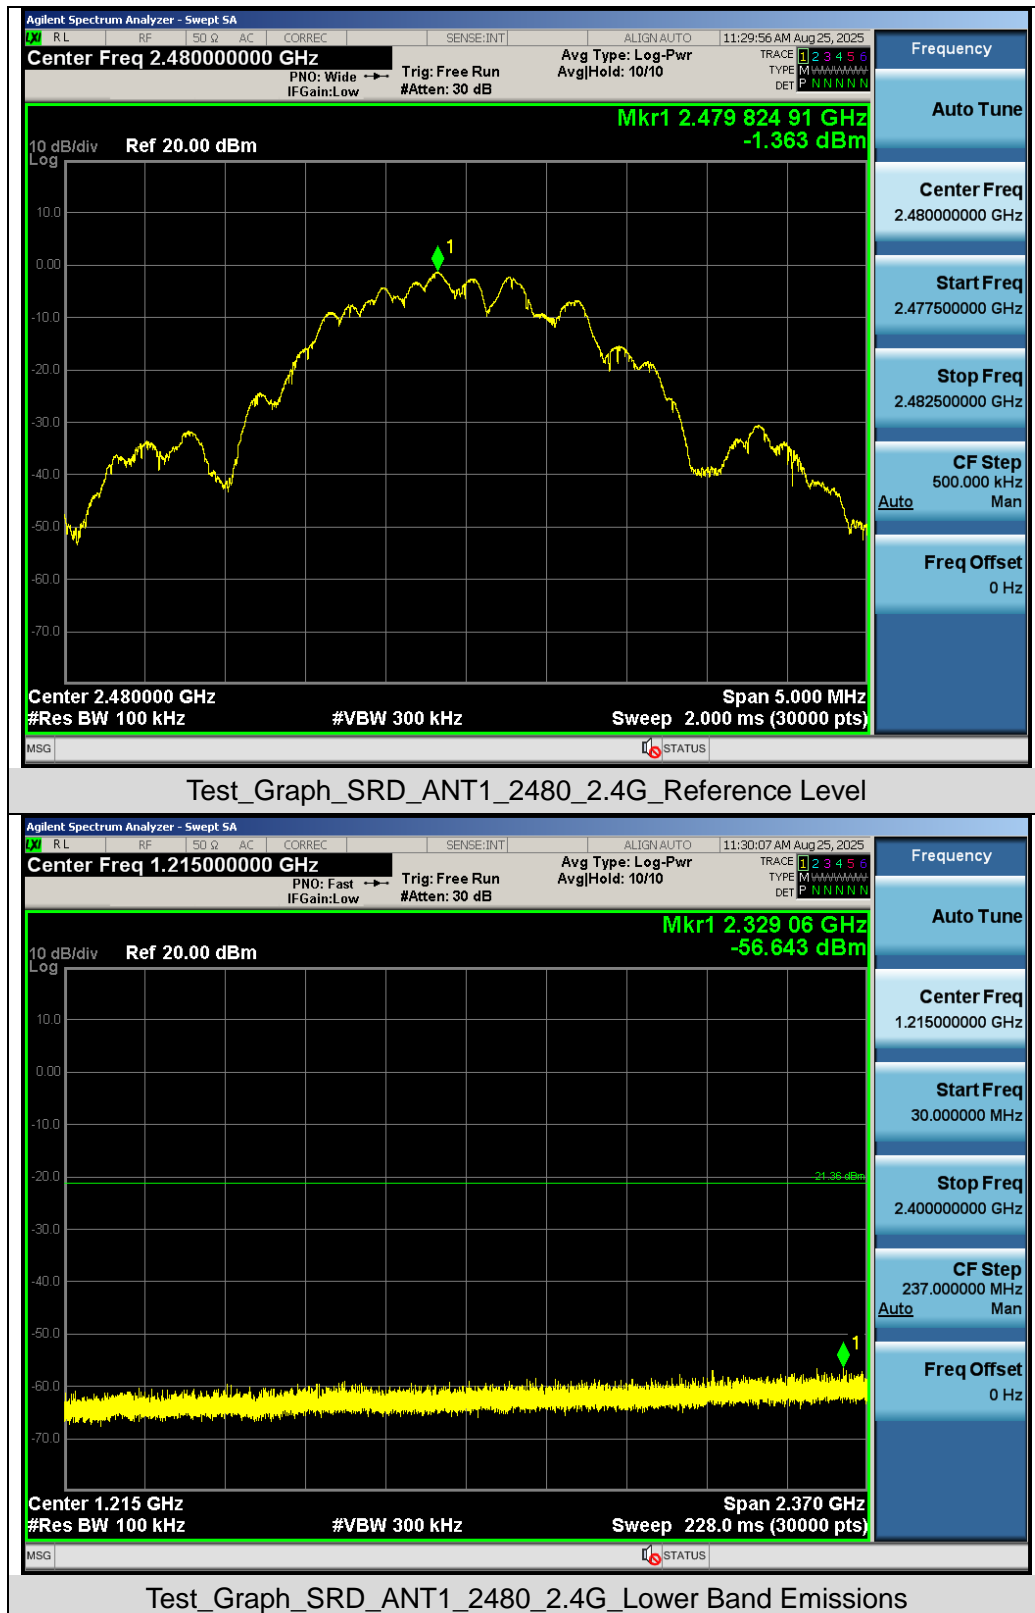 Agilent Spectrum Analyzer - Swept SA
LXI RL RF 50 Ω AC CORREC SENSE:INT ALIGN AUTO 11:29:56 AM Aug 25, 2025
Center Freq 2.480000000 GHz
PNO: Wide
IFGain:Low
Trig: Free Run
#Atten: 30 dB
Avg Type: Log-Pwr
Avg|Hold: 10/10
TRACE 1 2 3 4 5 6
TYPE M
DET P N N N N N
Mkr1 2.479 824 91 GHz
-1.363 dBm
10 dB/div Ref 20.00 dBm
Log
10.0
1
0.00
-10.0
-20.0
-30.0
-40.0
-50.0
-60.0
-70.0
Center 2.480000 GHz Span 5.000 MHz
#Res BW 100 kHz #VBW 300 kHz Sweep 2.000 ms (30000 pts)
MSG STATUS
Frequency
Auto Tune
Center Freq
2.480000000 GHz
Start Freq
2.477500000 GHz
Stop Freq
2.482500000 GHz
CF Step
500.000 kHz
Auto Man
Freq Offset
0 Hz
Test_Graph_SRD_ANT1_2480_2.4G_Reference Level
Agilent Spectrum Analyzer - Swept SA
LXI RL RF 50 Ω AC CORREC SENSE:INT ALIGN AUTO 11:30:07 AM Aug 25, 2025
Center Freq 1.215000000 GHz
PNO: Fast
IFGain:Low
Trig: Free Run
#Atten: 30 dB
Avg Type: Log-Pwr
Avg|Hold: 10/10
TRACE 1 2 3 4 5 6
TYPE M
DET P N N N N N
Mkr1 2.329 06 GHz
-56.643 dBm
10 dB/div Ref 20.00 dBm
Log
10.0
0.00
-10.0
-20.0
-21.36 dBm
-30.0
-40.0
-50.0
1
-60.0
-70.0
Center 1.215 GHz Span 2.370 GHz
#Res BW 100 kHz #VBW 300 kHz Sweep 228.0 ms (30000 pts)
MSG STATUS
Frequency
Auto Tune
Center Freq
1.215000000 GHz
Start Freq
30.000000 MHz
Stop Freq
2.400000000 GHz
CF Step
237.000000 MHz
Auto Man
Freq Offset
0 Hz
Test_Graph_SRD_ANT1_2480_2.4G_Lower Band Emissions